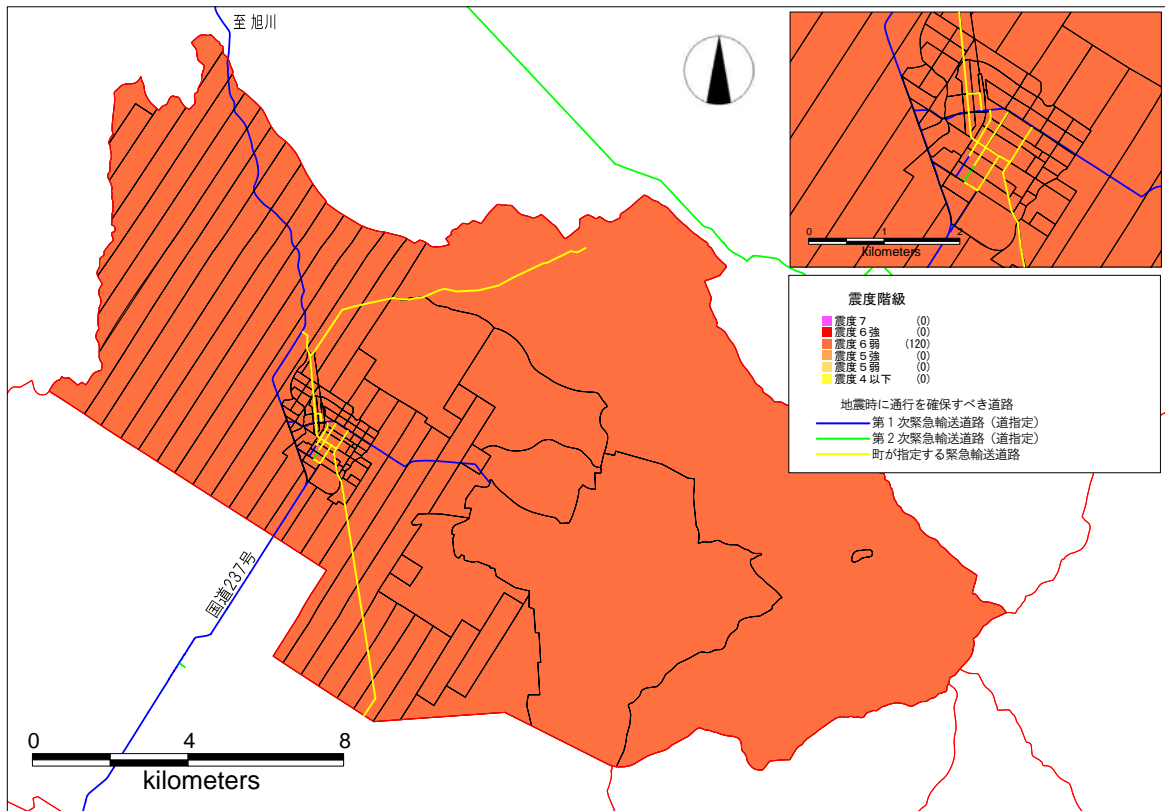 至 旭川
0 1 2
kilometers
震度階級
震度７ (0)
震度６強 (0)
震度６弱 (120)
震度５強 (0)
震度５弱 (0)
震度４以下 (0)
地震時に通行を確保すべき道路
第１次緊急輸送道路（道指定）
第２次緊急輸送道路（道指定）
町が指定する緊急輸送道路
国道237号
0 4 8
kilometers